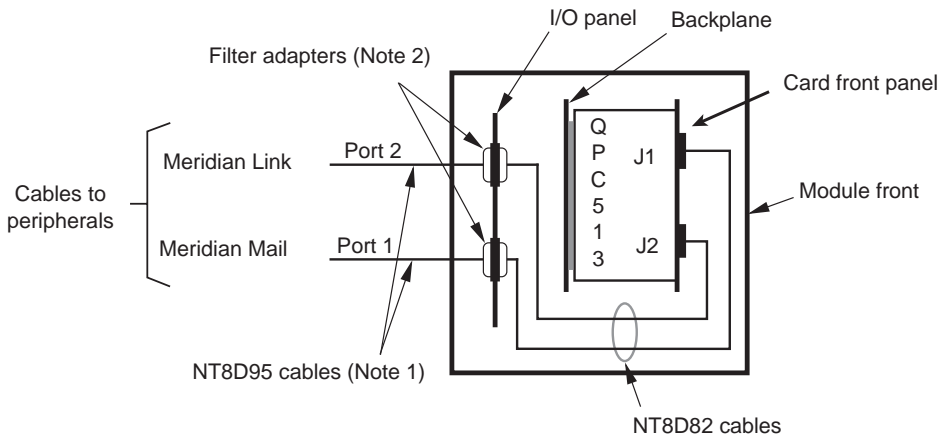 I/O panel
Backplane
Filter adapters (Note 2)
Card front panel
Q
P
C
5
1
3
J1
J2
Port 2
Meridian Link
Cables to
peripherals
Module front
Port 1
Meridian Mail
NT8D95 cables (Note 1)
NT8D82 cables